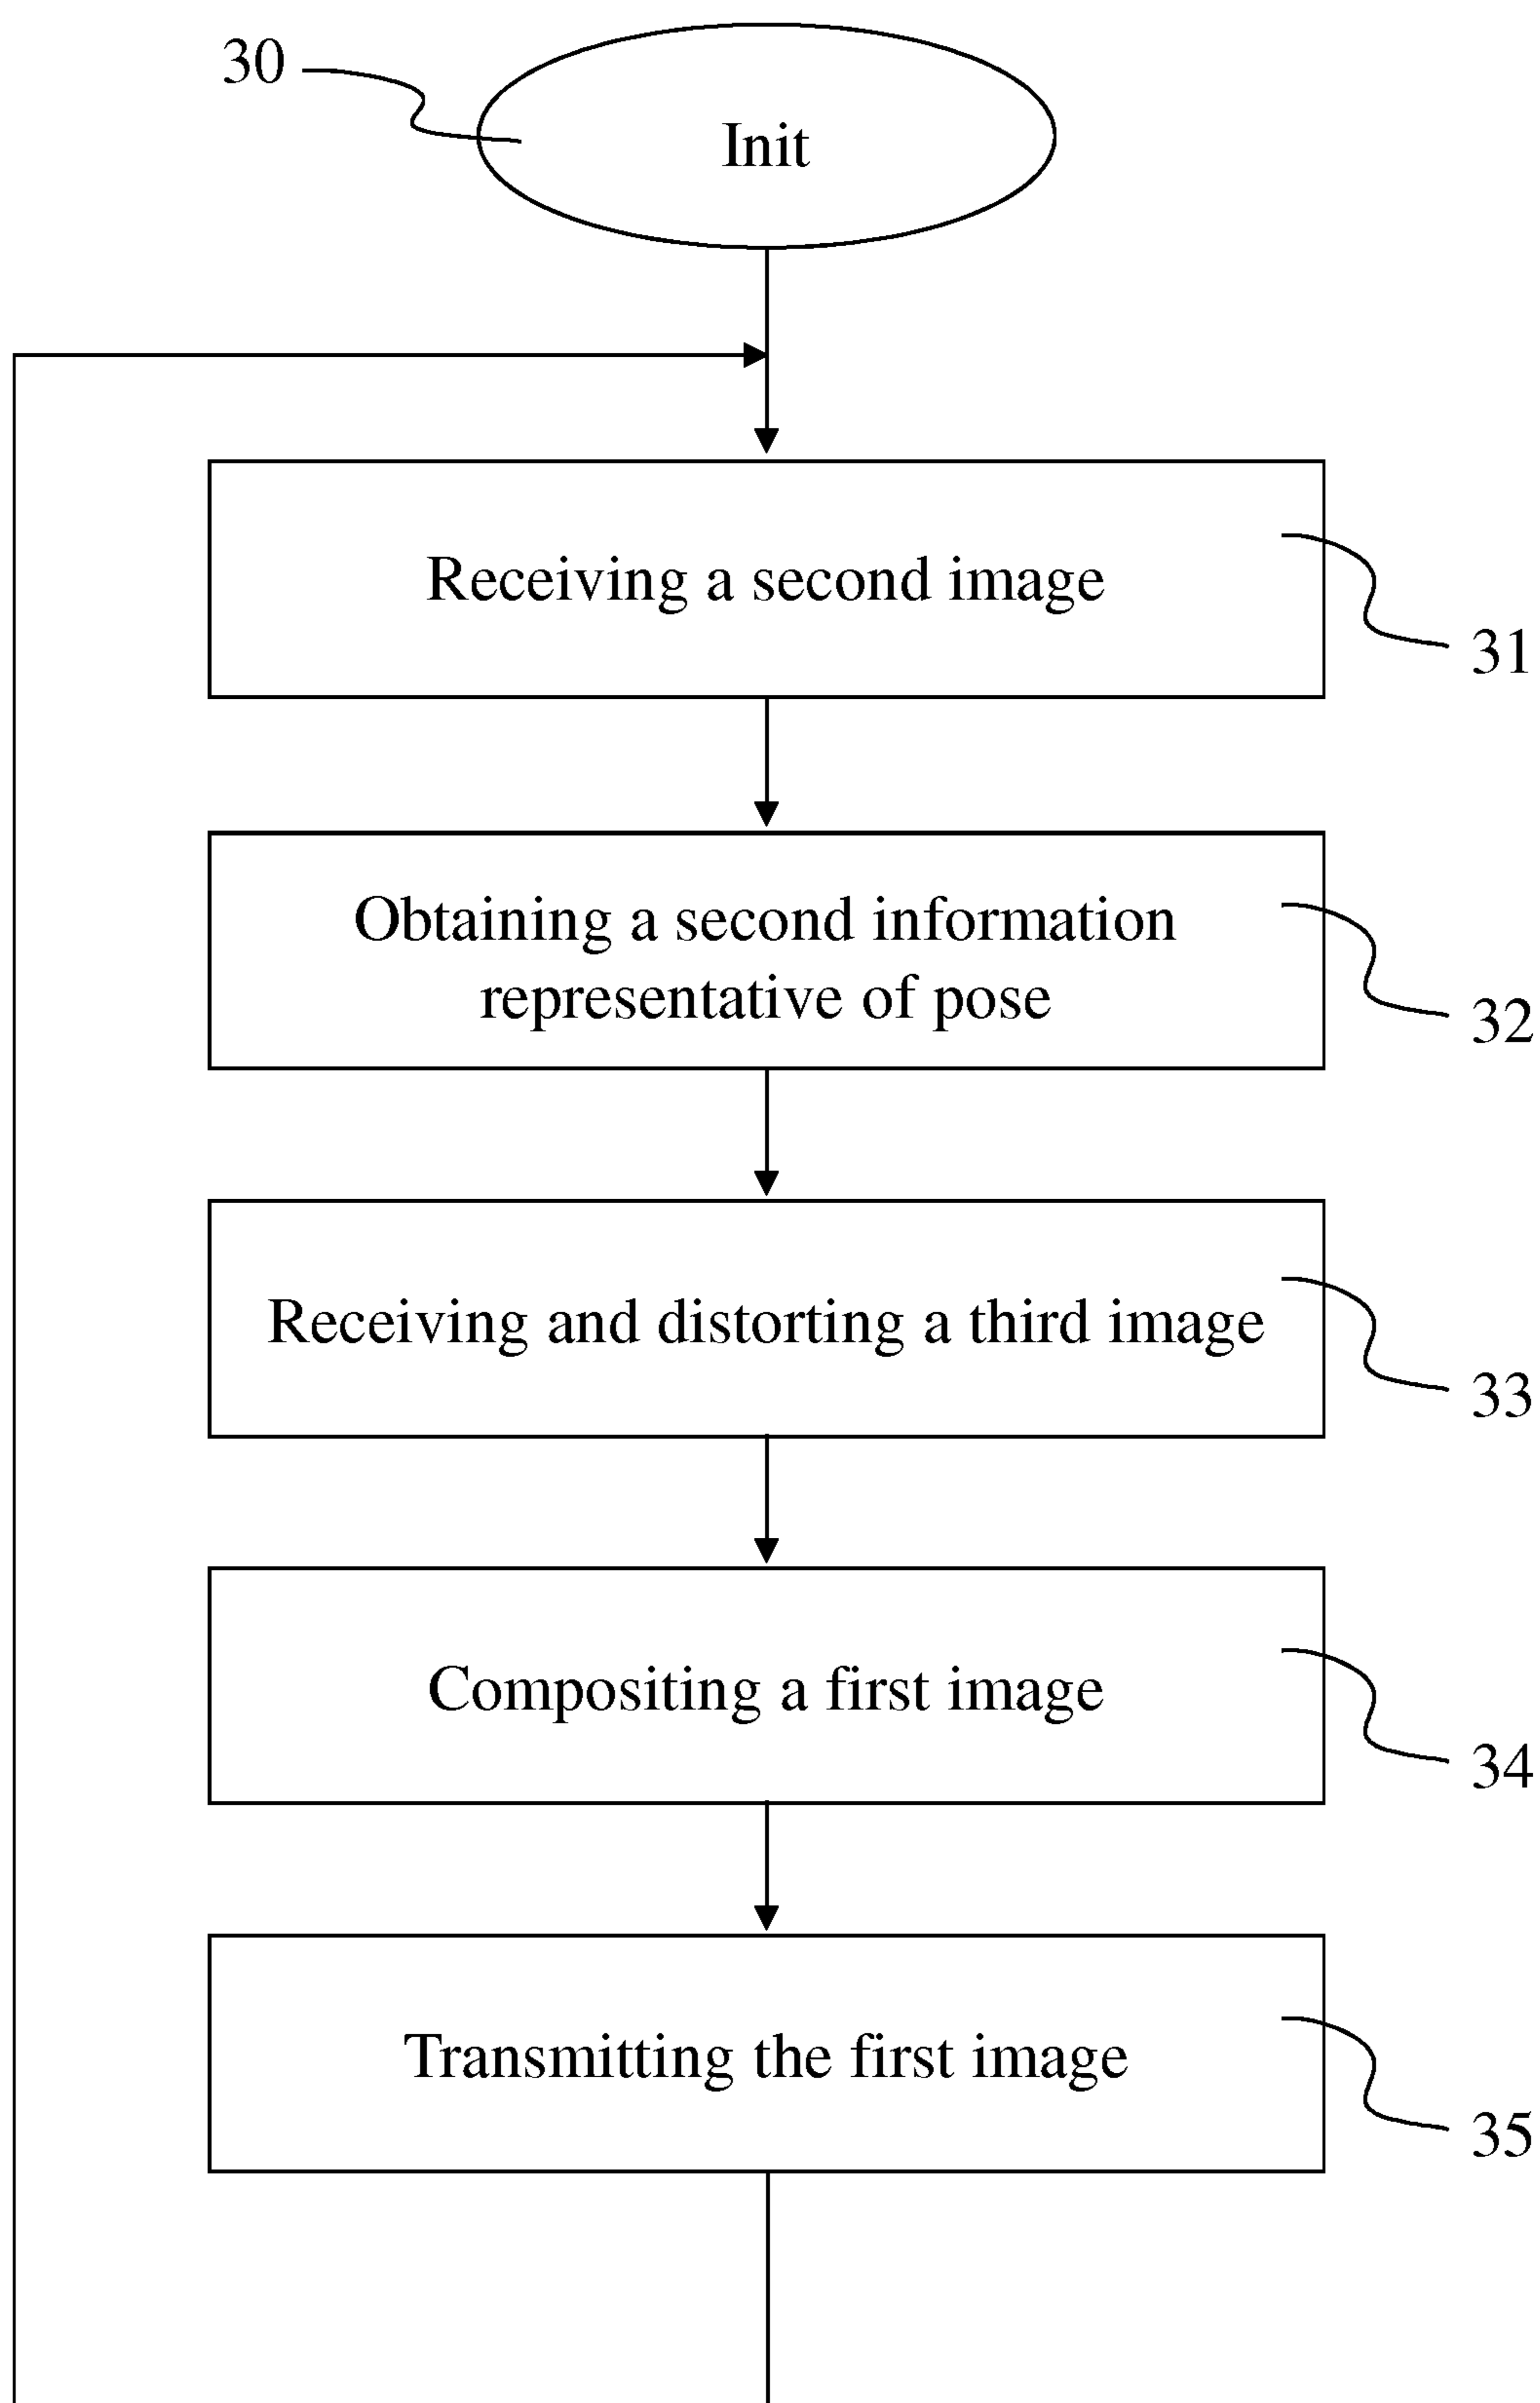 30
Init
Receiving a second image
31
Obtaining a second information
representative of pose
32
Receiving and distorting a third image
33
Compositing a first image
34
Transmitting the first image
35